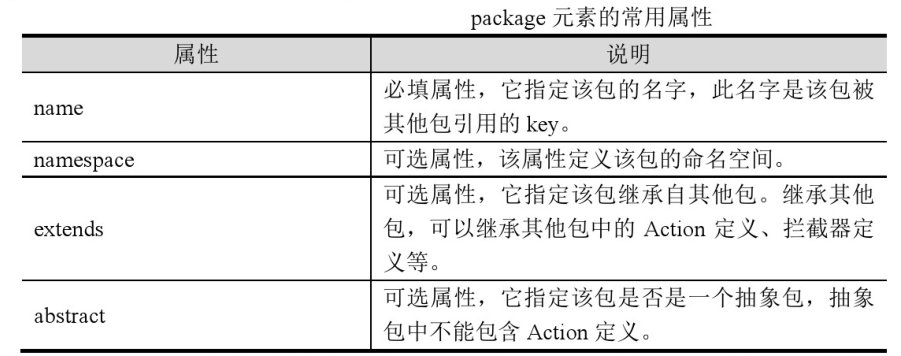 package 元素的常用属性
属性 说明
name 必填属性，它指定该包的名字，此名字是该包被
其他包引用的 key。
namespace 可选属性，该属性定义该包的命名空间。
可选属性，它指定该包继承自其他包。继承其他
extends 包，可以继承其他包中的 Action 定义、拦截器定
义等。
abstract 可选属性，它指定该包是否是一个抽象包，抽象
包中不能包含 Action 定义。